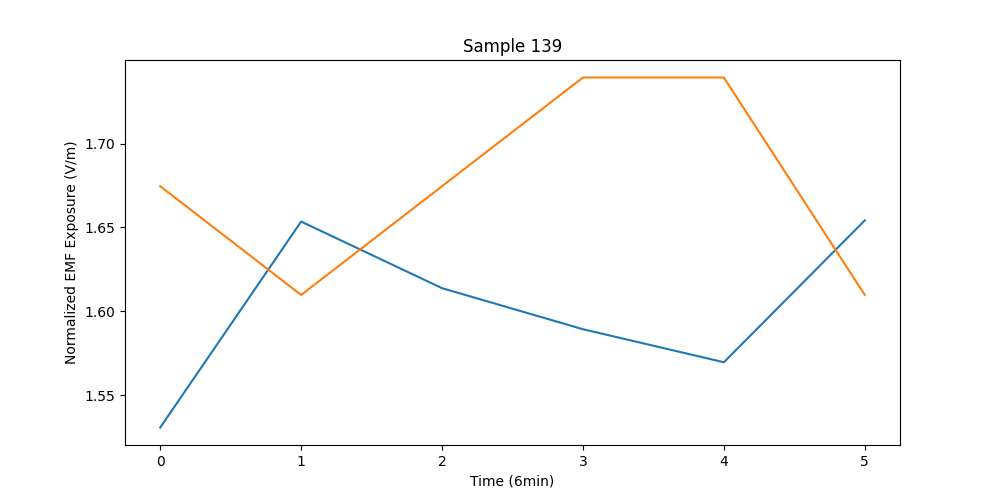 Sample 139
Normalized EMF Exposure (V/m)
1.70
1.65
1.60
1.55
0 1 2 3 4 5
Time (6min)